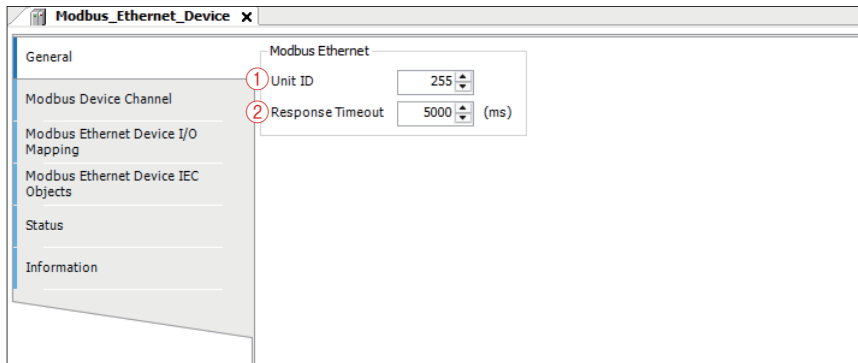 Modbus_Ethernet_Device x
General
Modbus Device Channel
Modbus Ethernet Device I/O
Mapping
Modbus Ethernet Device IEC
Objects
Status
Information
Modbus Ethernet
① Unit ID 255
② Response Timeout 5000 (ms)